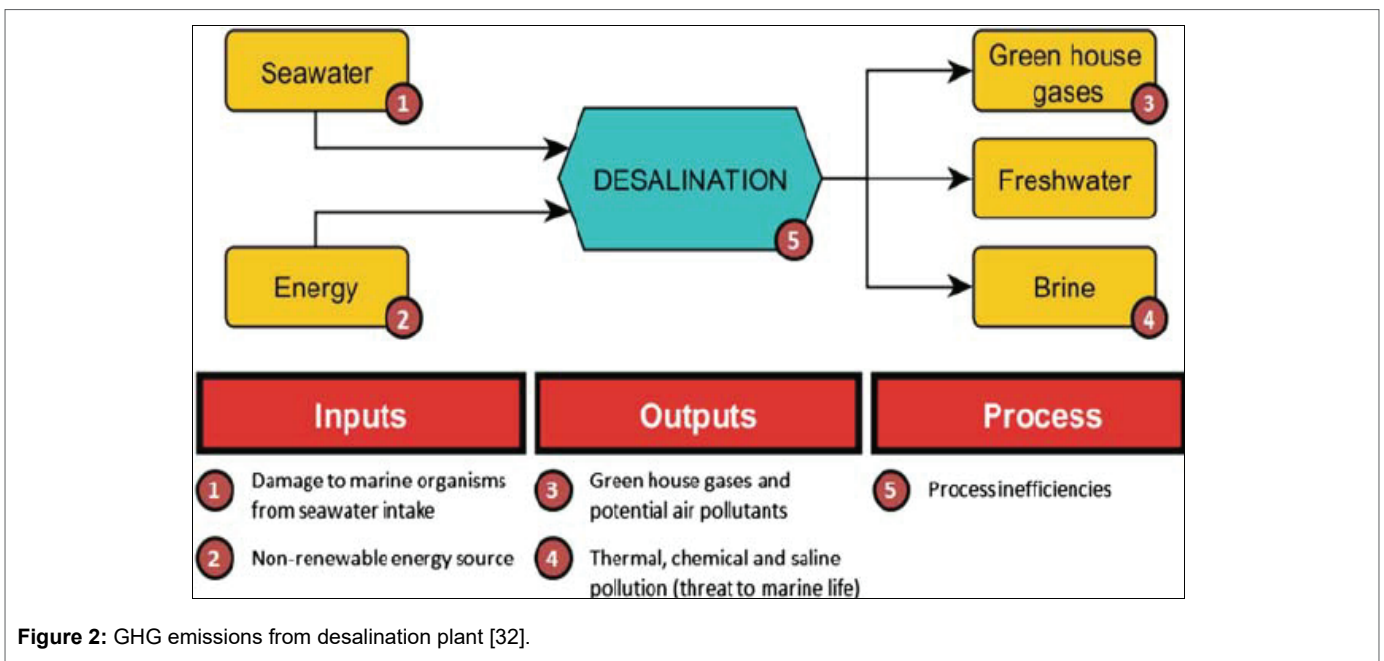 Seawater
1
Energy
2
DESALINATION
5
Green house
gases
3
Freshwater
Brine
4
Inputs
Outputs
Process
1 Damage to marine organisms
from seawater intake
2 Non-renewable energy source
3 Green house gases and
potential air pollutants
4 Thermal, chemical and saline
pollution (threat to marine life)
5 Process inefficiencies
Figure 2: GHG emissions from desalination plant [32].